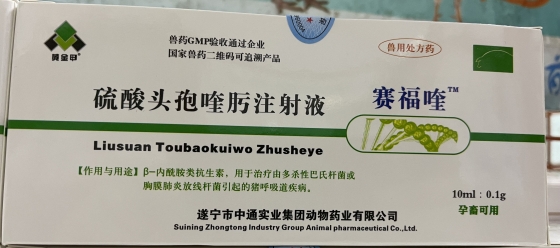 黄金甲
兽药GMP验收通过企业
国家兽药二维码可追溯产品
兽用处方药
硫酸头孢喹肟注射液
赛福喹™
Liusuan Toubaokuiwo Zhusheye
【作用与用途】β-内酰胺类抗生素，用于治疗由多杀性巴氏杆菌或
胸膜肺炎放线杆菌引起的猪呼吸道疾病。
10ml：0.1g
孕畜可用
遂宁市中通实业集团动物药业有限公司
Suining Zhongtong Industry Group Animal pharmaceutical Co.,Ltd.